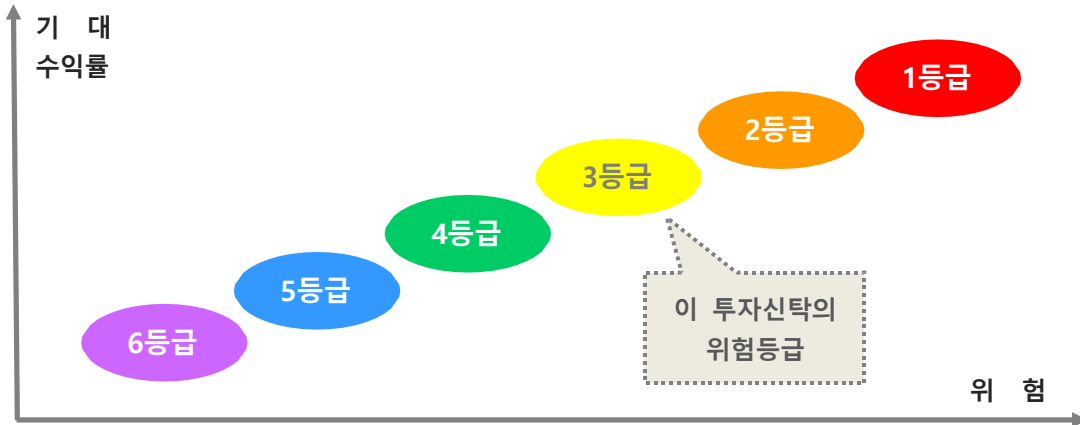 기 대
수익률
1등급
2등급
3등급
4등급
5등급
6등급
이 투자신탁의
위험등급
위 험